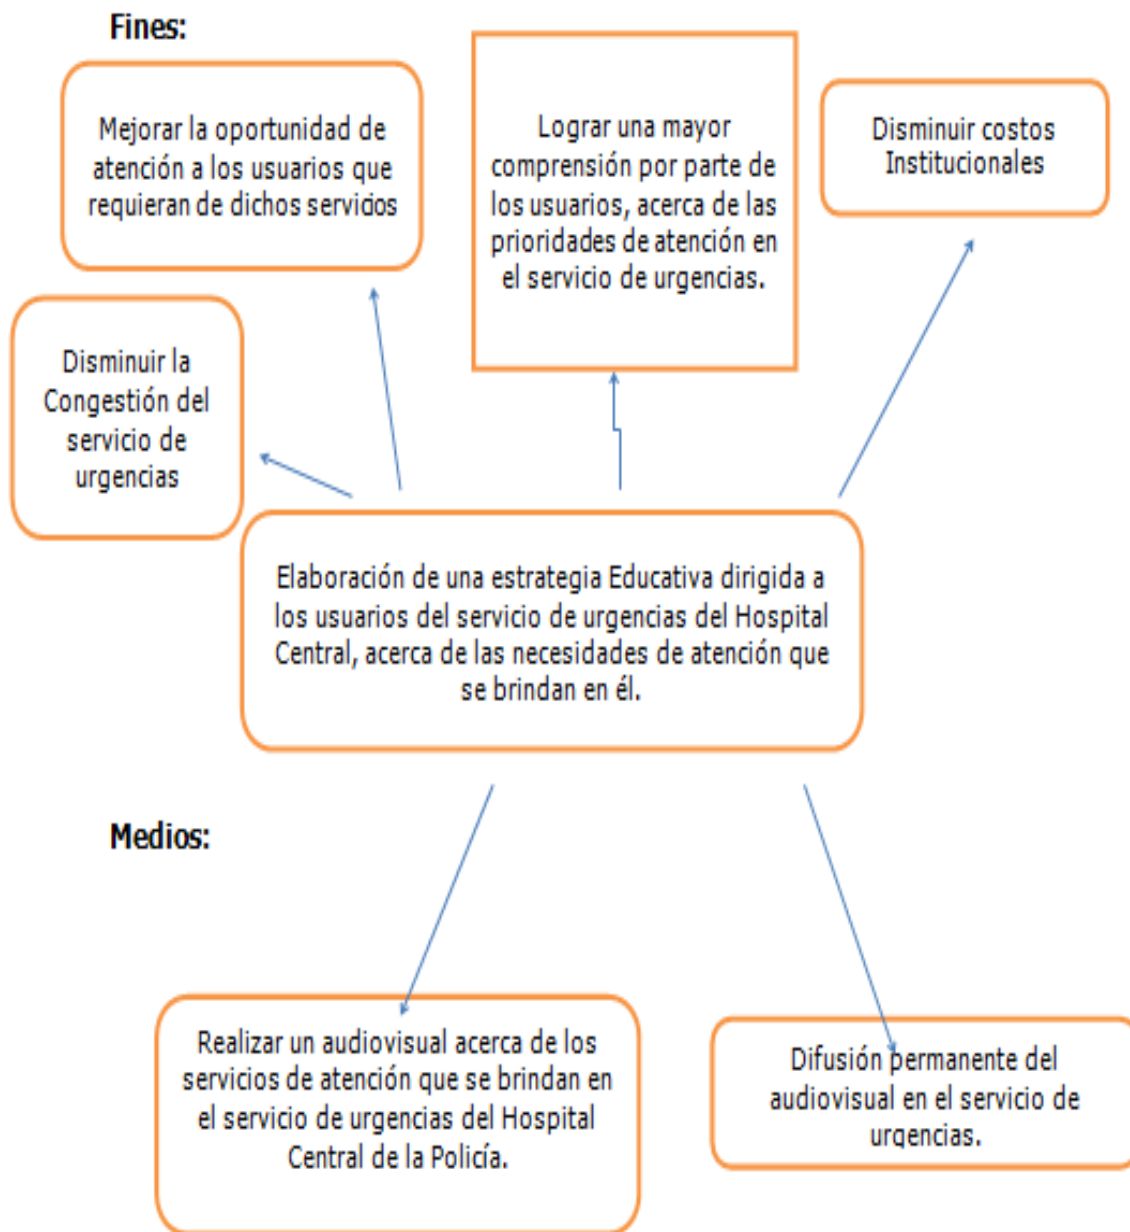 Fines:
Mejorar la oportunidad de
atención a los usuarios que
requieran de dichos servicios
Lograr una mayor
comprensión por parte de
los usuarios, acerca de las
prioridades de atención en
el servicio de urgencias.
Disminuir costos
Institucionales
Disminuir la
Congestión del
servicio de
urgencias
Elaboración de una estrategia Educativa dirigida a
los usuarios del servicio de urgencias del Hospital
Central, acerca de las necesidades de atención que
se brindan en él.
Medios:
Realizar un audiovisual acerca de los
servicios de atención que se brindan en
el servicio de urgencias del Hospital
Central de la Policía.
Difusión permanente del
audiovisual en el servicio de
urgencias.